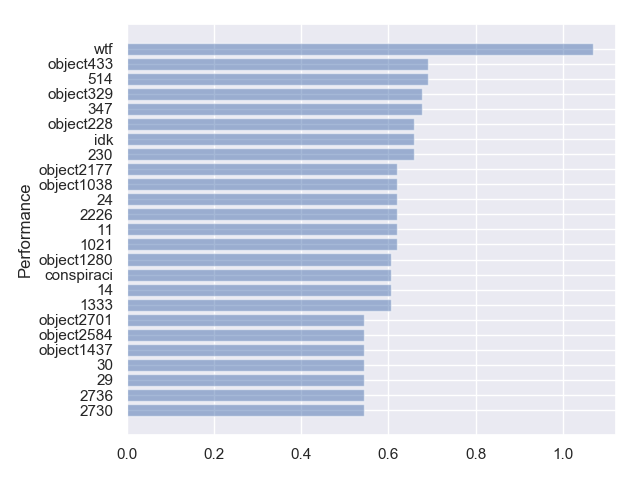 wtf
object433
514
object329
347
object228
idk
230
object2177
object1038
24
2226
11
1021
object1280
conspiraci
14
1333
object2701
object2584
object1437
30
29
2736
2730
Performance
0.0 0.2 0.4 0.6 0.8 1.0